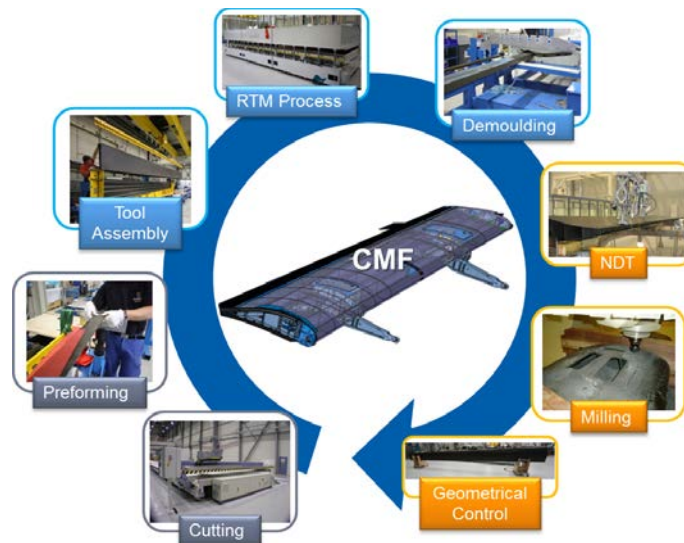 RTM Process
Demoulding
Tool
Assembly
CMF
NDT
Preforming
Milling
Geometrical
Control
Cutting